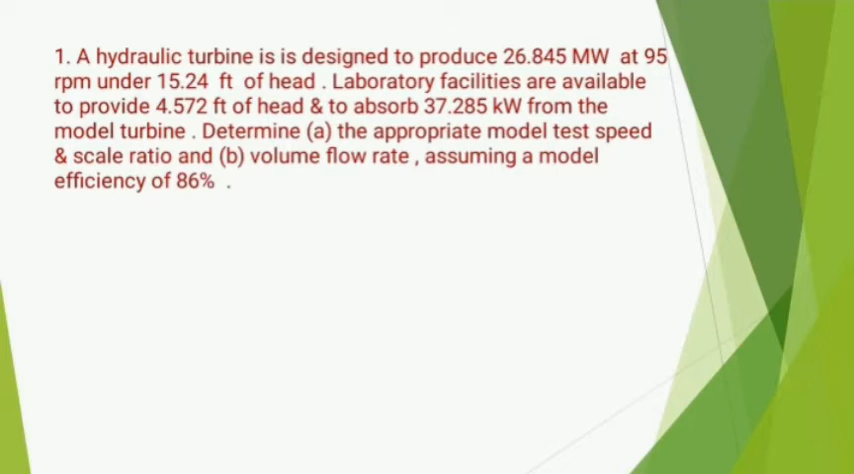 1. A hydraulic turbine is is designed to produce 26.845 MW at 95
rpm under 15.24 ft of head . Laboratory facilities are available
to provide 4.572 ft of head & to absorb 37.285 kW from the
model turbine . Determine (a) the appropriate model test speed
& scale ratio and (b) volume flow rate , assuming a model
efficiency of 86% .